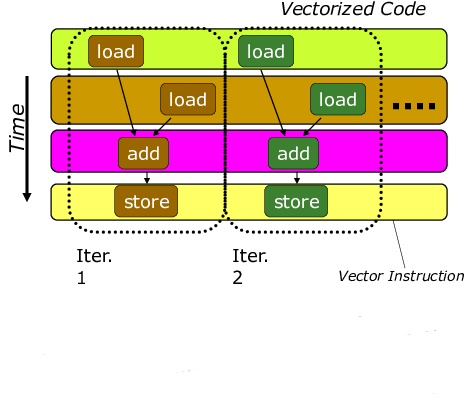 Vectorized Code
load
load
load
load
Time
add
add
store
store
Iter.
1
Iter.
2
Vector Instruction